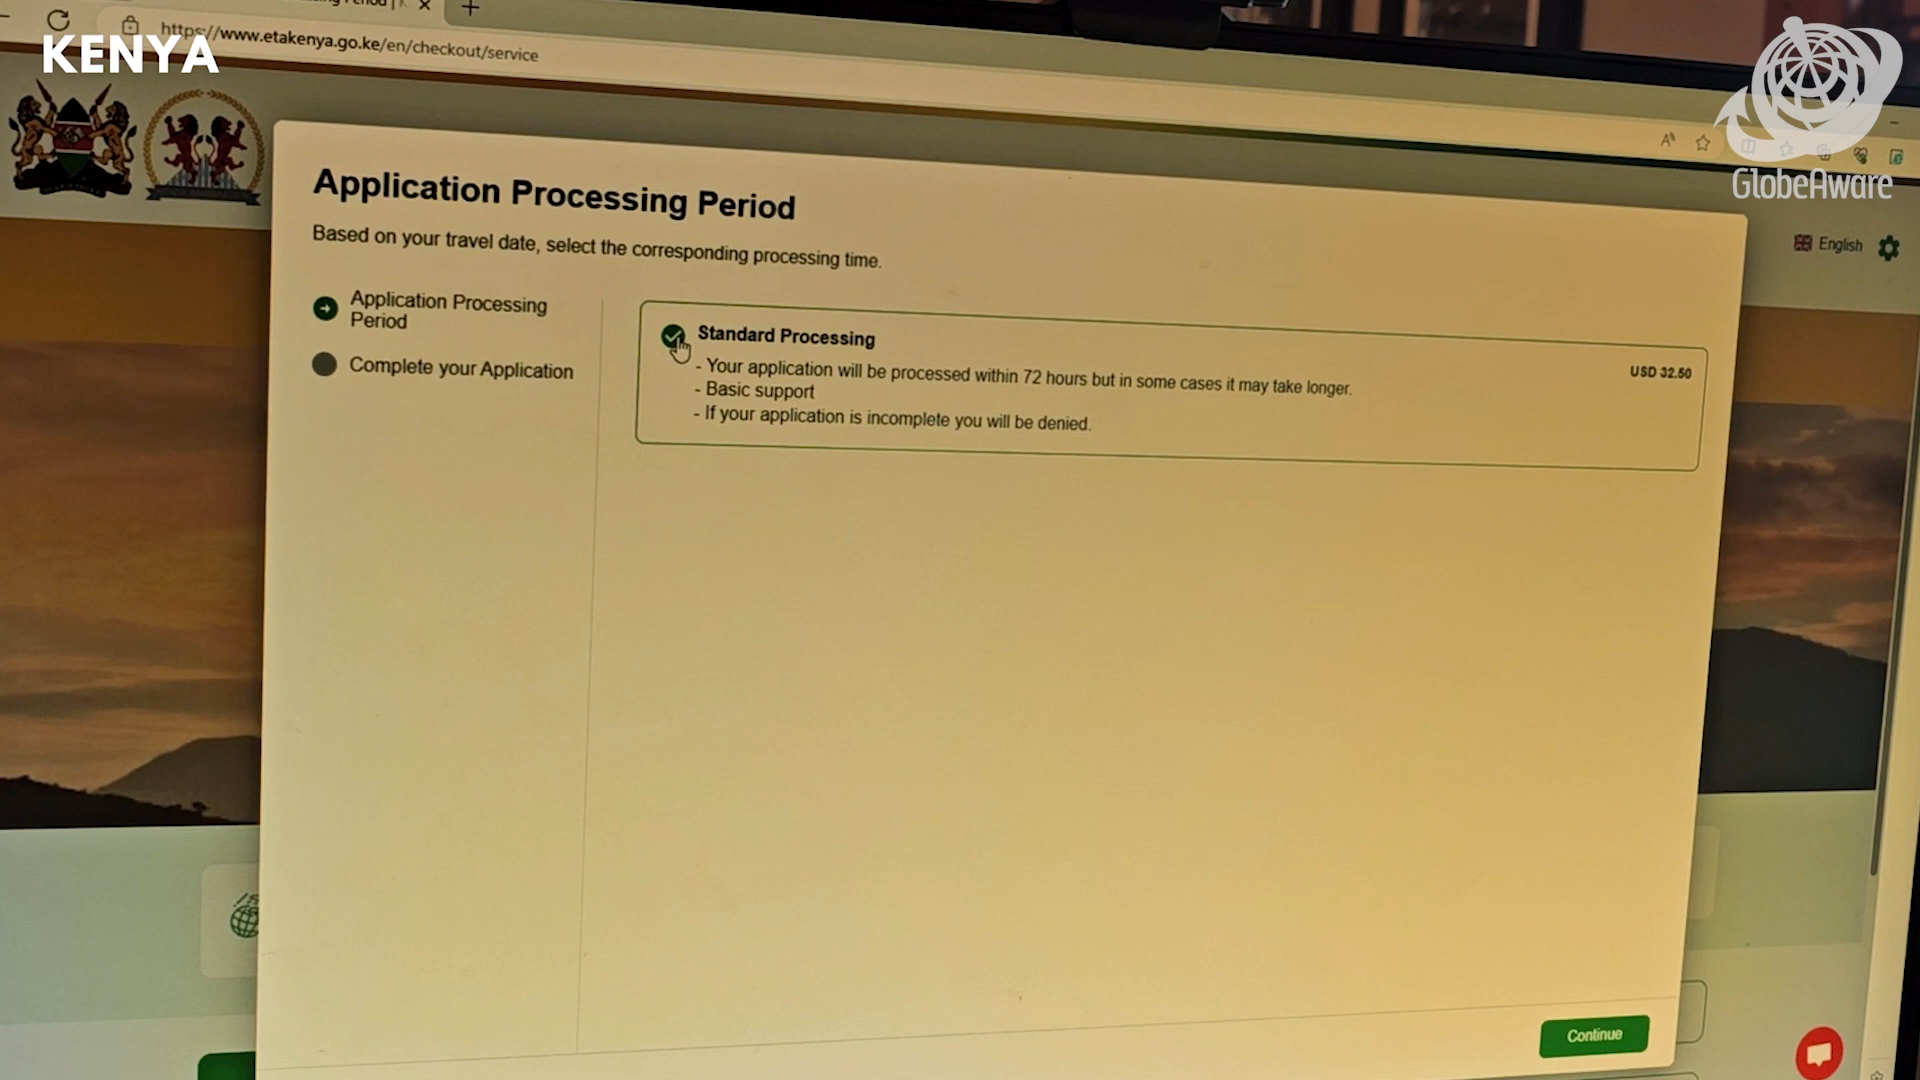 KENYA
https://www.etakenya.go.ke/en/checkout/service
GlobeAware
English
Application Processing Period
Based on your travel date, select the corresponding processing time.
Application Processing
Period
Complete your Application
Standard Processing
USD 32.50
- Your application will be processed within 72 hours but in some cases it may take longer.
- Basic support
- If your application is incomplete you will be denied.
Continue